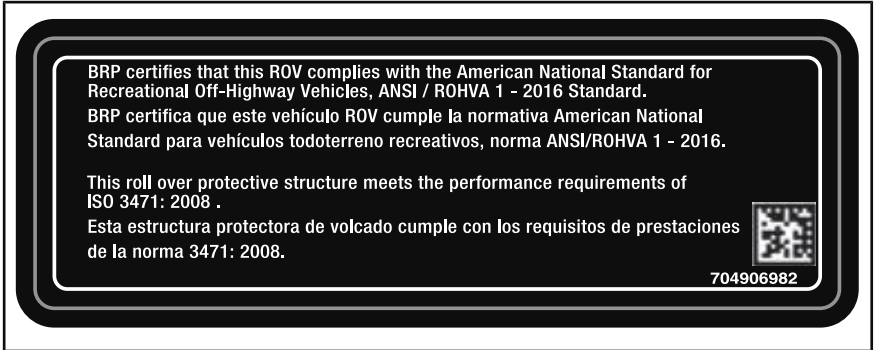 BRP certifies that this ROV complies with the American National Standard for
Recreational Off-Highway Vehicles, ANSI / ROHVA 1 - 2016 Standard.
BRP certifica que este vehículo ROV cumple la normativa American National
Standard para vehículos todoterreno recreativos, norma ANSI/ROHVA 1 - 2016.
This roll over protective structure meets the performance requirements of
ISO 3471: 2008 .
Esta estructura protectora de volcado cumple con los requisitos de prestaciones
de la norma 3471: 2008.
704906982